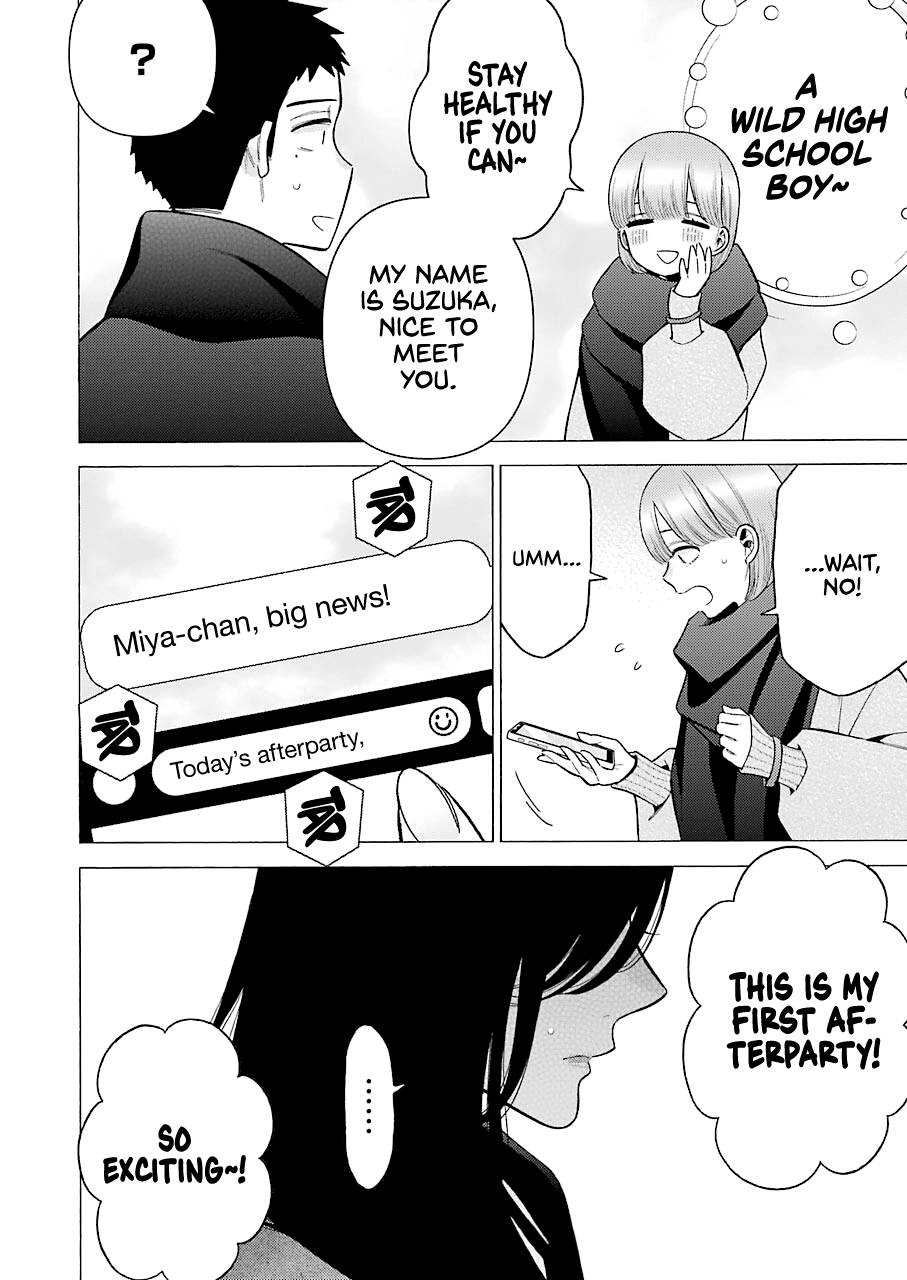 A
WILD HIGH
SCHOOL
BOY~
STAY
HEALTHY
IF YOU
CAN~
MY NAME
IS SUZUKA,
NICE TO
MEET
YOU.
?
...WAIT,
NO!
UMM...
TAP
Miya-chan, big news!
TAP
Today's afterparty,
TAP
THIS IS MY
FIRST AF-
TERPARTY!
......
SO
EXCITING~!